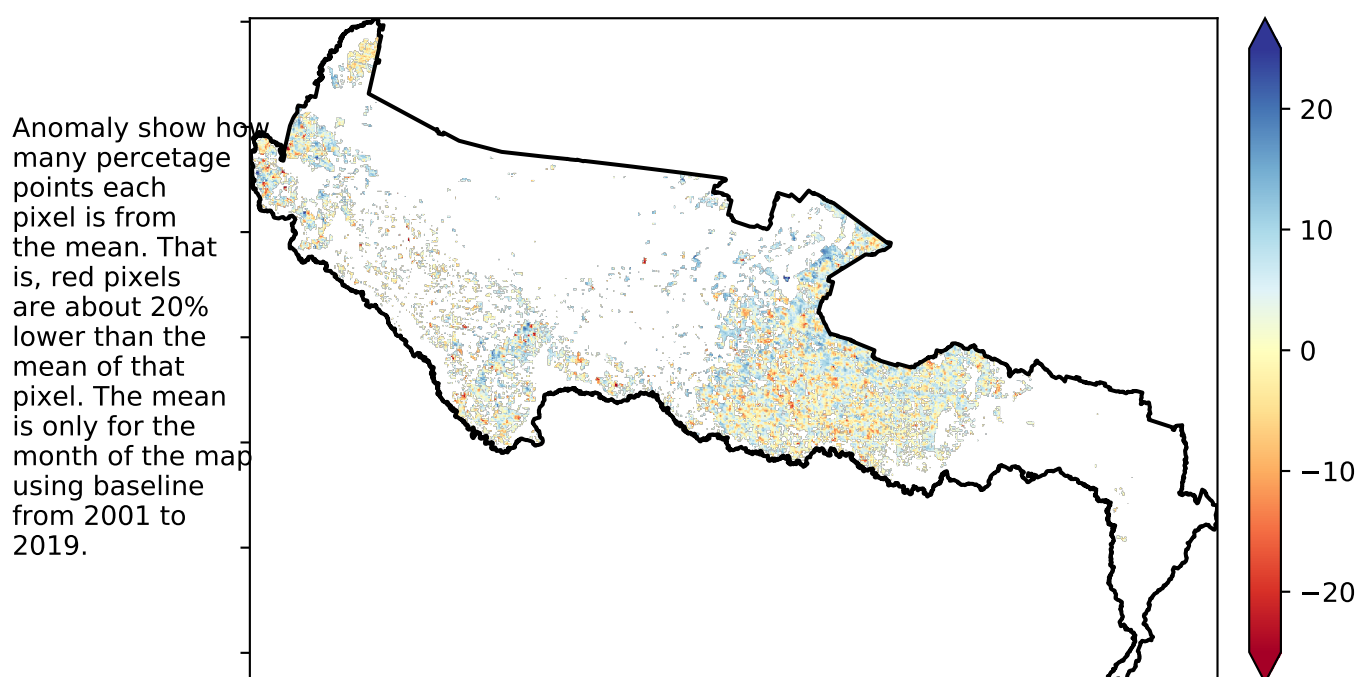 Anomaly show how
many percetage
points each
pixel is from
the mean. That
is, red pixels
are about 20%
lower than the
mean of that
pixel. The mean
is only for the
month of the map
using baseline
from 2001 to
2019.
20
10
0
−10
−20